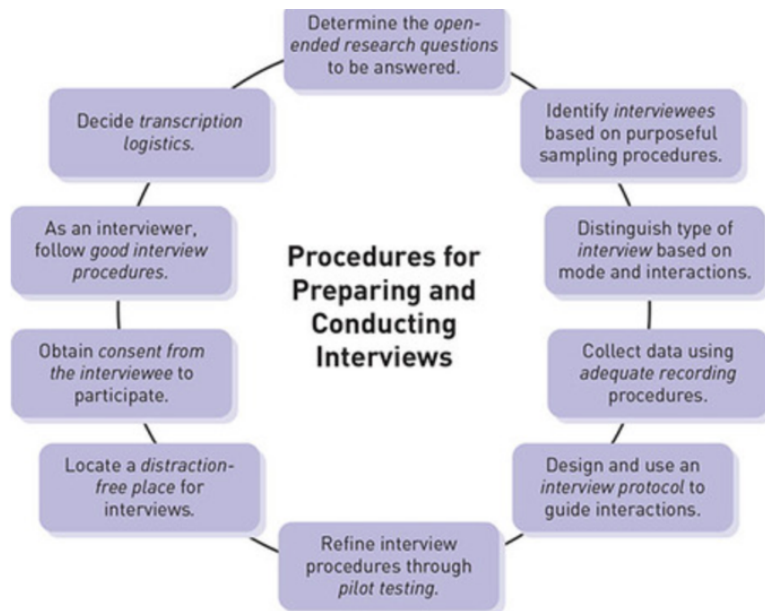 Determine the open-
ended research questions
to be answered.
Identify interviewees
based on purposeful
sampling procedures.
Distinguish type of
interview based on
mode and interactions.
Collect data using
adequate recording
procedures.
Design and use an
interview protocol to
guide interactions.
Refine interview
procedures through
pilot testing.
Locate a distraction-
free place for
interviews.
Obtain consent from
the interviewee to
participate.
As an interviewer,
follow good interview
procedures.
Decide transcription
logistics.
Procedures for
Preparing and
Conducting
Interviews